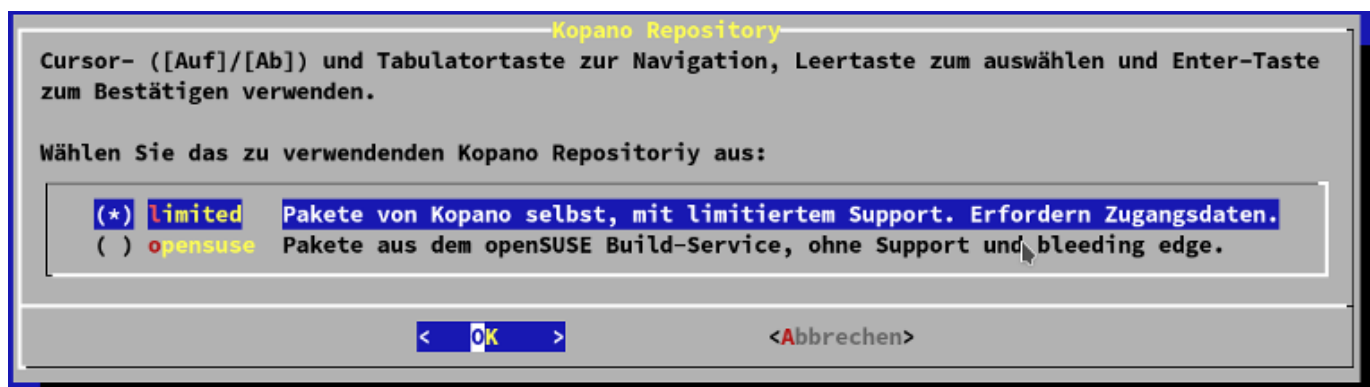 Kopano Repository
Cursor- ([Auf]/[Ab]) und Tabulatortaste zur Navigation, Leertaste zum auswählen und Enter-Taste
zum Bestätigen verwenden.
Wählen Sie das zu verwendenden Kopano Repositoriy aus:
(*) limited Pakete von Kopano selbst, mit limitiertem Support. Erfordern Zugangsdaten.
( ) opensuse Pakete aus dem openSUSE Build-Service, ohne Support und bleeding edge.
< OK > <Abbrechen>